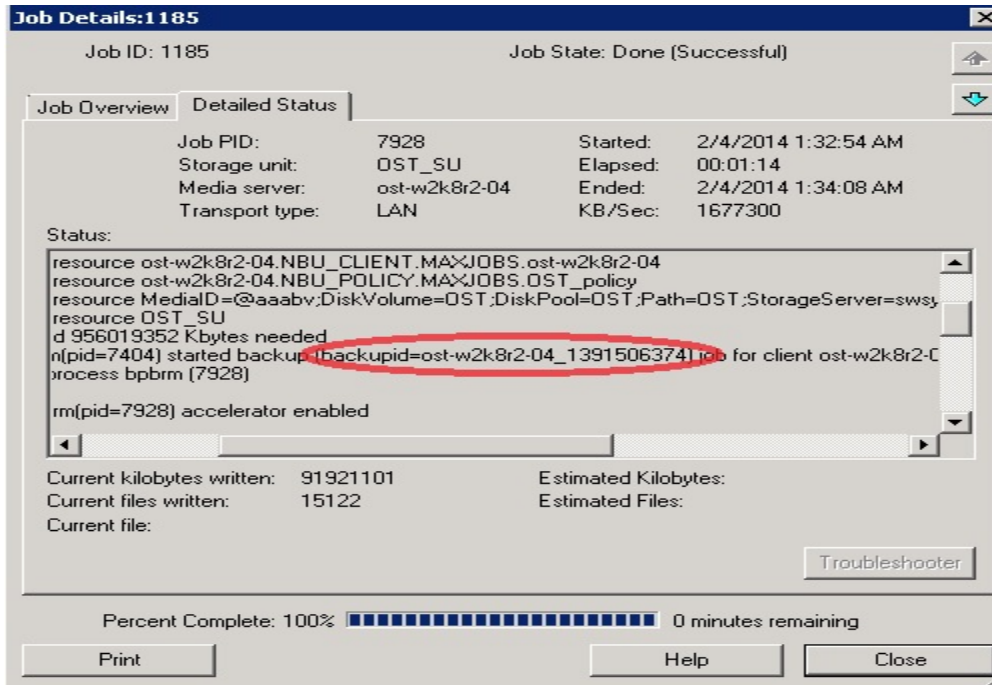 Job Details:1185
Job ID: 1185 Job State: Done (Successful)
Job Overview Detailed Status
Job PID: 7928 Started: 2/4/2014 1:32:54 AM
Storage unit: OST_SU Elapsed: 00:01:14
Media server: ost-w2k8r2-04 Ended: 2/4/2014 1:34:08 AM
Transport type: LAN KB/Sec: 1677300
Status:
resource ost-w2k8r2-04.NBU_CLIENT.MAXJOBS.ost-w2k8r2-04
resource ost-w2k8r2-04.NBU_POLICY.MAXJOBS.OST_policy
resource MediaID=@aaabv;DiskVolume=OST;DiskPool=OST;Path=OST;StorageServer=swsy
resource OST_SU
d 956019352 Kbytes needed
n(pid=7404) started backup (backupid=ost-w2k8r2-04_1391506374) job for client ost-w2k8r2-0
process bpbrm (7928)
rm(pid=7928) accelerator enabled
Current kilobytes written: 91921101 Estimated Kilobytes:
Current files written: 15122 Estimated Files:
Current file:
Troubleshooter
Percent Complete: 100% 0 minutes remaining
Print Help Close